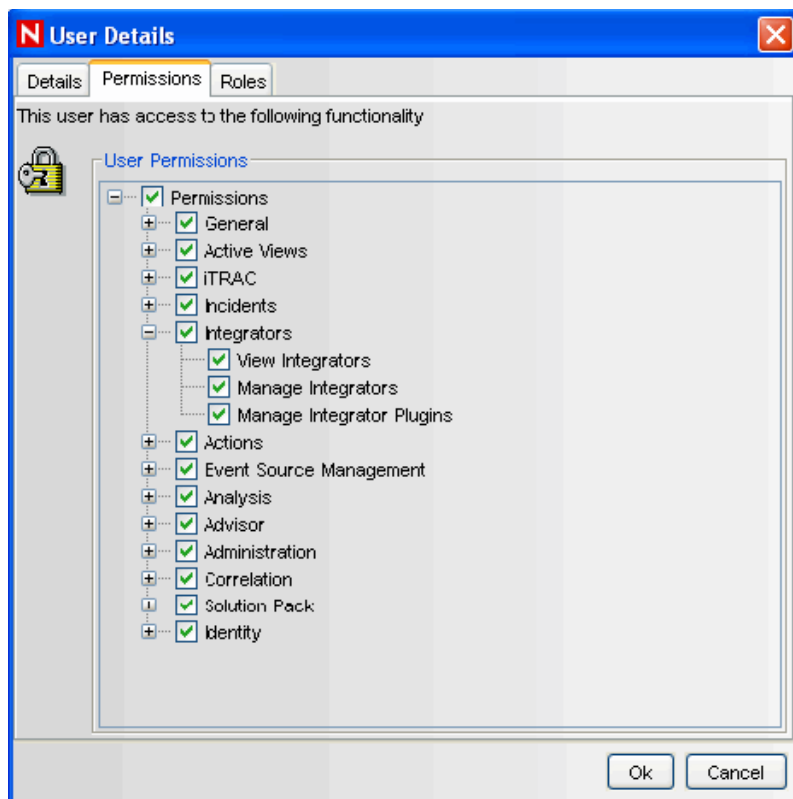 N User Details
Details Permissions Roles
This user has access to the following functionality
User Permissions
Permissions
General
Active Views
iTRAC
Incidents
Integrators
View Integrators
Manage Integrators
Manage Integrator Plugins
Actions
Event Source Management
Analysis
Advisor
Administration
Correlation
Solution Pack
Identity
Ok Cancel